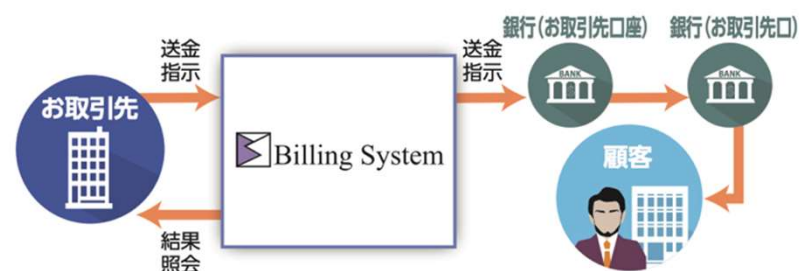 お取引先
送金
指示
結果
照会
Billing System
送金
指示
銀行(お取引先口座)
BANK
銀行(お取引先口)
BANK
顧客